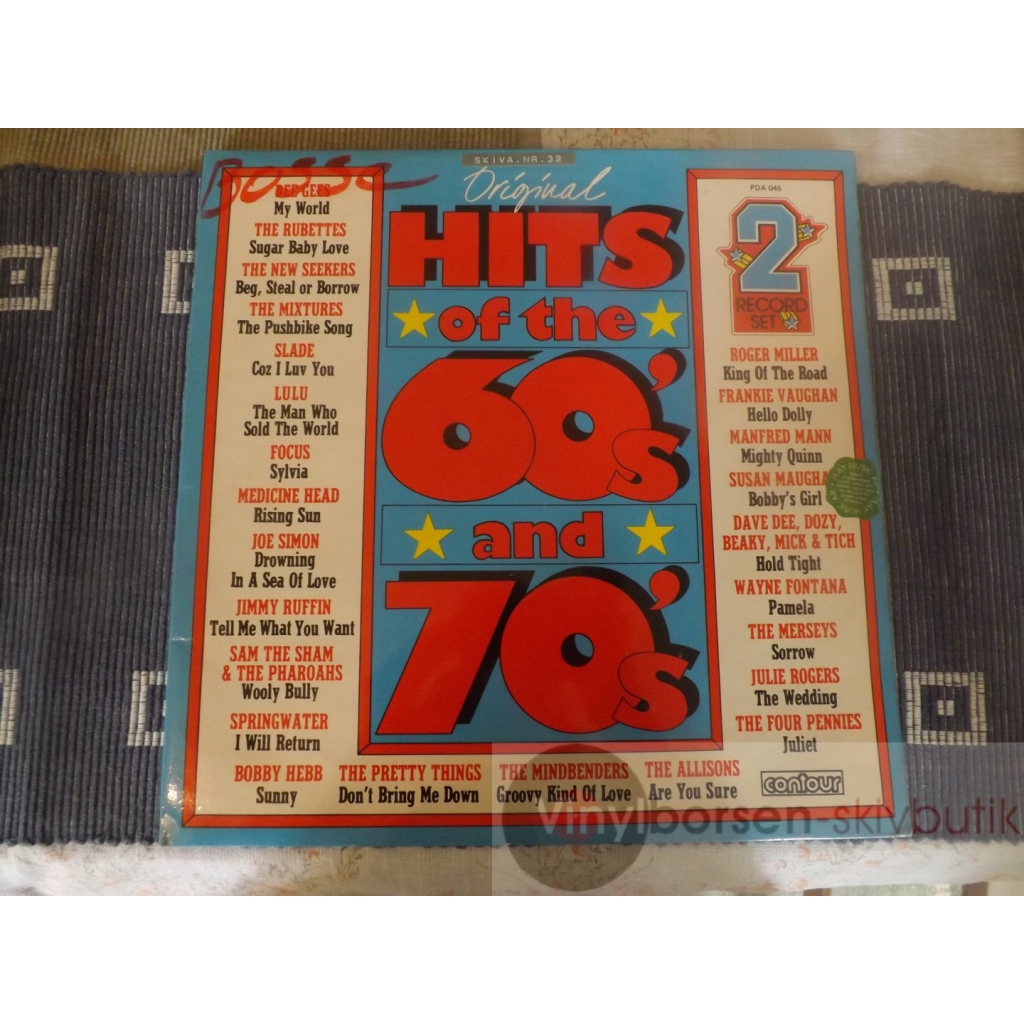 Bosse
SKIVA.NR.32
Original
HITS
of the
60's
and
70's
BEE GEES
My World
THE RUBETTES
Sugar Baby Love
THE NEW SEEKERS
Beg, Steal or Borrow
THE MIXTURES
The Pushbike Song
SLADE
Coz I Luv You
LULU
The Man Who
Sold The World
FOCUS
Sylvia
MEDICINE HEAD
Rising Sun
JOE SIMON
Drowning
In A Sea Of Love
JIMMY RUFFIN
Tell Me What You Want
SAM THE SHAM
& THE PHAROAHS
Wooly Bully
SPRINGWATER
I Will Return
BOBBY HEBB
Sunny
THE PRETTY THINGS
Don't Bring Me Down
THE MINDBENDERS
Groovy Kind Of Love
THE ALLISONS
Are You Sure
PDA 045
2
RECORD
SET
ROGER MILLER
King Of The Road
FRANKIE VAUGHAN
Hello Dolly
MANFRED MANN
Mighty Quinn
SUSAN MAUGHA
Bobby's Girl
DAVE DEE, DOZY,
BEAKY, MICK & TICH
Hold Tight
WAYNE FONTANA
Pamela
THE MERSEYS
Sorrow
JULIE ROGERS
The Wedding
THE FOUR PENNIES
Juliet
contour
vinylborsen-skivbutik